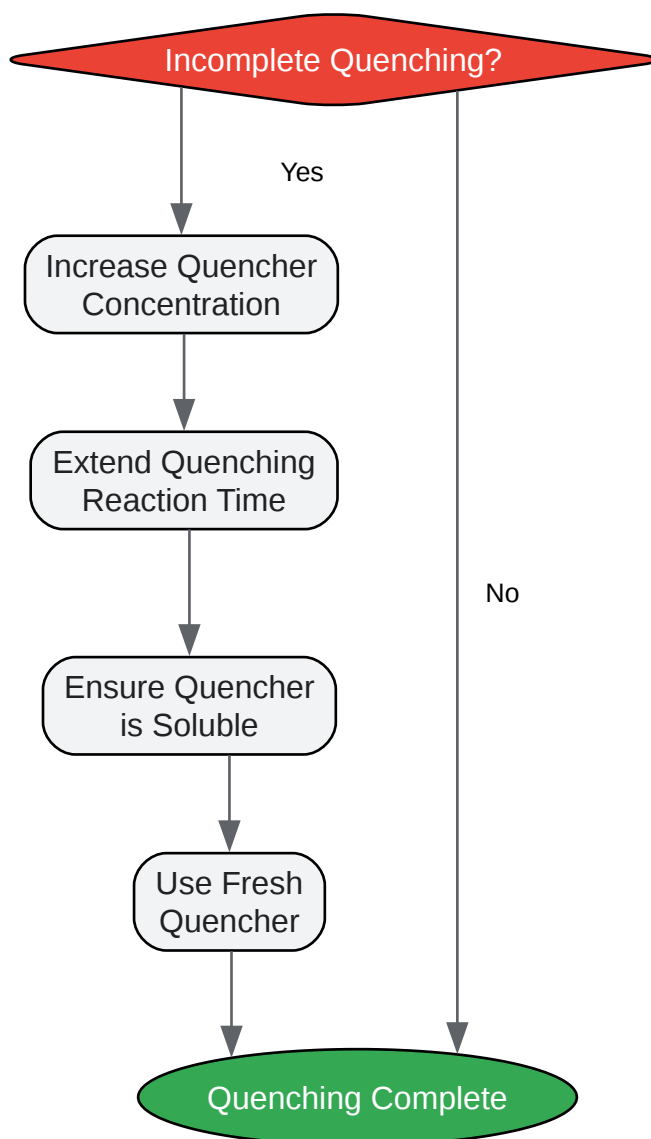 Incomplete Quenching?
Yes
Increase Quencher
Concentration
Extend Quenching
Reaction Time
No
Ensure Quencher
is Soluble
Use Fresh
Quencher
Quenching Complete